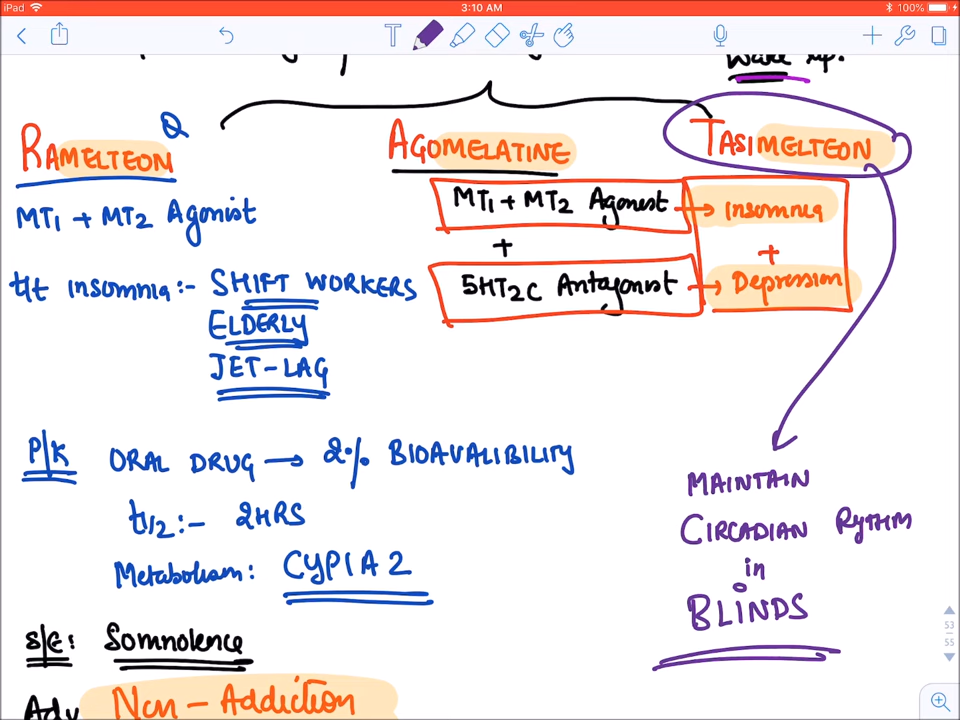 iPad
3:10 AM
100%
T
Wake up.
RAMELTEON
AGOMELATINE
TASIMELTEON
MT1 + MT2 Agonist
MT1 + MT2 Agonist → Insomnia
+
+
5HT2C Antagonist → Depression
t/t insomnia:- SHIFT WORKERS
ELDERLY
JET-LAG
P/K ORAL DRUG → 2% BIOAVALIBILITY
t1/2:- 2HRS
Metabolism: CYP1A2
MAINTAIN
CIRCADIAN RYTHM
in
BLINDS
S/E: Somnolence
Adv Non - Addiction
53
55